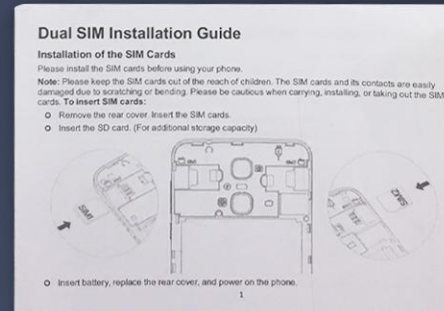 Dual SIM Installation Guide
Installation of the SIM Cards
Please install the SIM cards before using your phone.
Note: Please keep the SIM cards out of the reach of children. The SIM cards and its contacts are easily
damaged due to scratching or bending. Please be cautious when carrying, installing, or taking out the SIM
cards. To insert SIM cards:
o Remove the rear cover. Insert the SIM cards.
o Insert the SD card. (For additional storage capacity)
SIM1
SIM2
o Insert battery, replace the rear cover, and power on the phone.
1